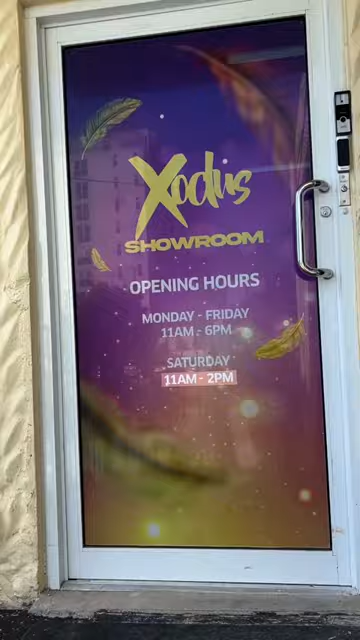 Xodus
SHOWROOM
OPENING HOURS
MONDAY - FRIDAY
11AM - 6PM
SATURDAY
11AM - 2PM